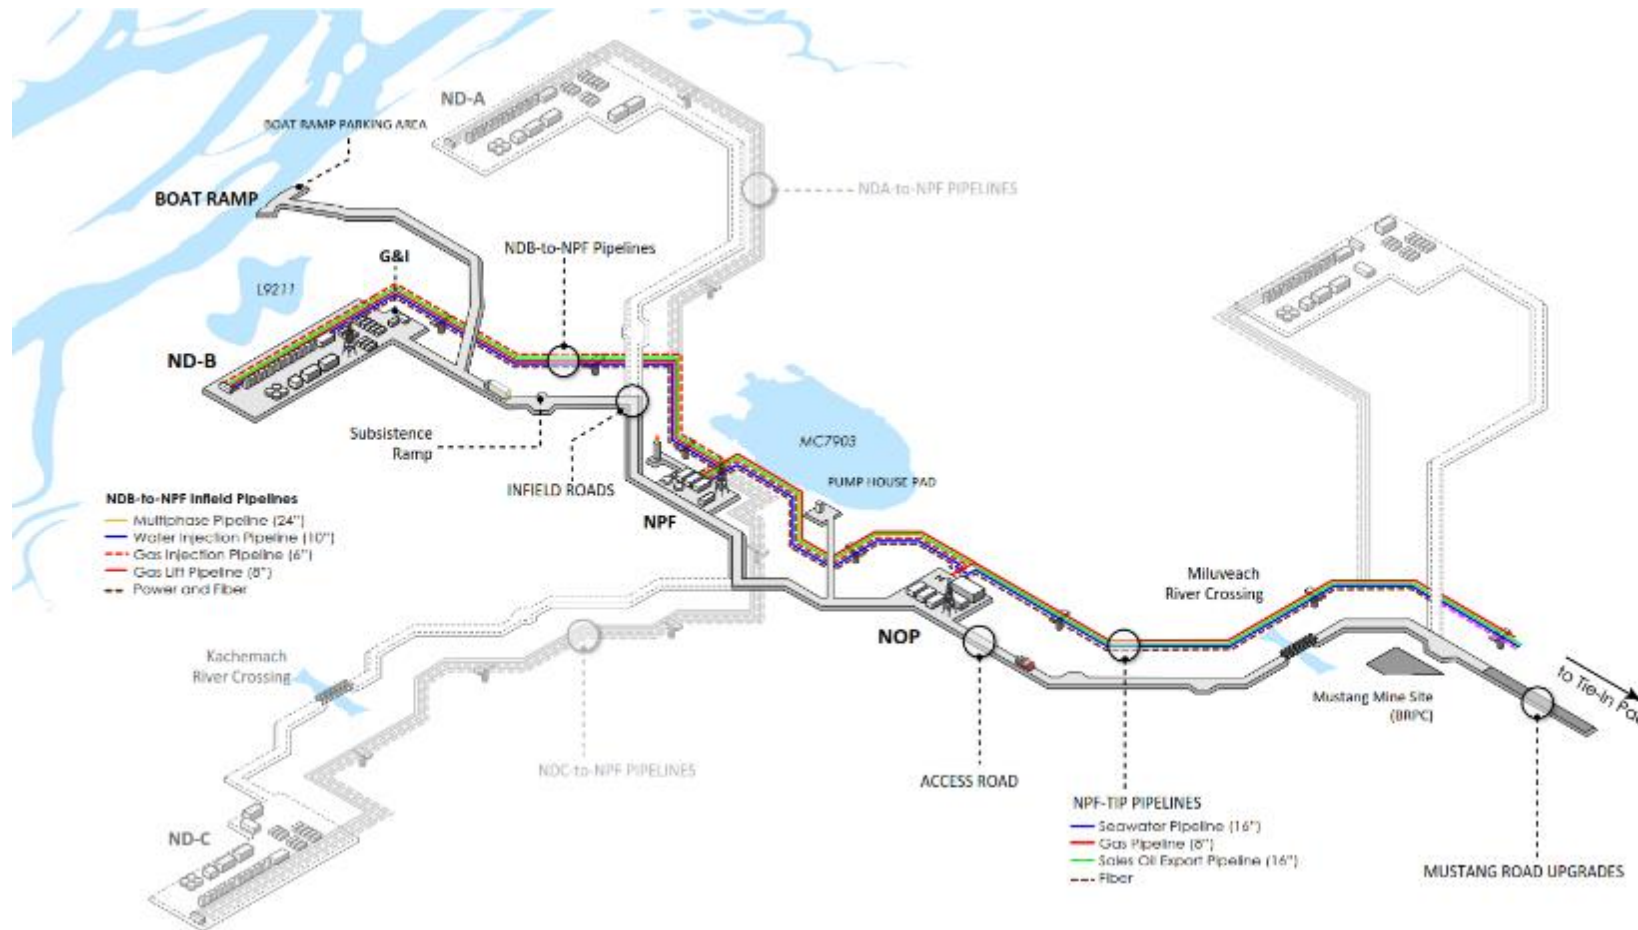 ND-A
BOAT RAMP PARKING AREA
BOAT RAMP
NDA-to-NPF PIPELINES
NDB-to-NPF Pipelines
G&I
L9211
ND-B
Subsistence
Ramp
INFIELD ROADS
MC7903
PUMP HOUSE PAD
NPF
NDB-to-NPF Infield Pipelines
Multiphase Pipeline (24")
Water Injection Pipeline (10")
Gas Injection Pipeline (6")
Gas Lift Pipeline (8")
Power and Fiber
Miluveach
River Crossing
NOP
Kachemach
River Crossing
Mustang Mine Site
(BRPC)
to Tie-In Pad
NDC-to-NPF PIPELINES
ACCESS ROAD
NPF-TIP PIPELINES
Seawater Pipeline (16")
Gas Pipeline (8")
Sales Oil Export Pipeline (16")
Fiber
ND-C
MUSTANG ROAD UPGRADES